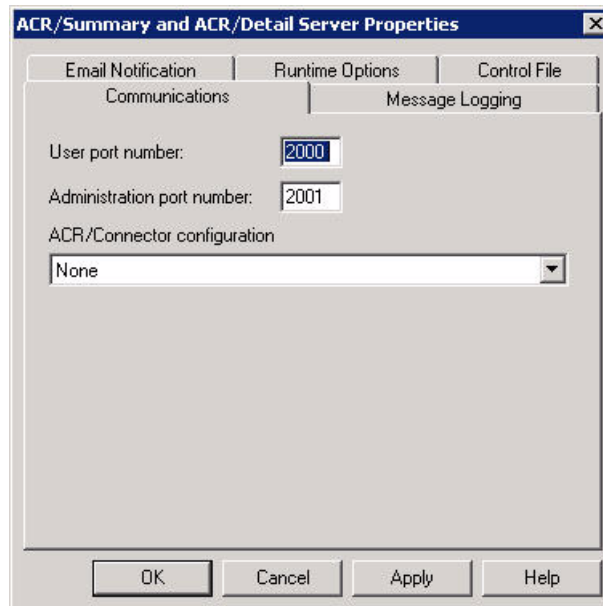 ACR/Summary and ACR/Detail Server Properties
Email Notification Runtime Options Control File
Communications Message Logging
User port number: 2000
Administration port number: 2001
ACR/Connector configuration
None
OK Cancel Apply Help